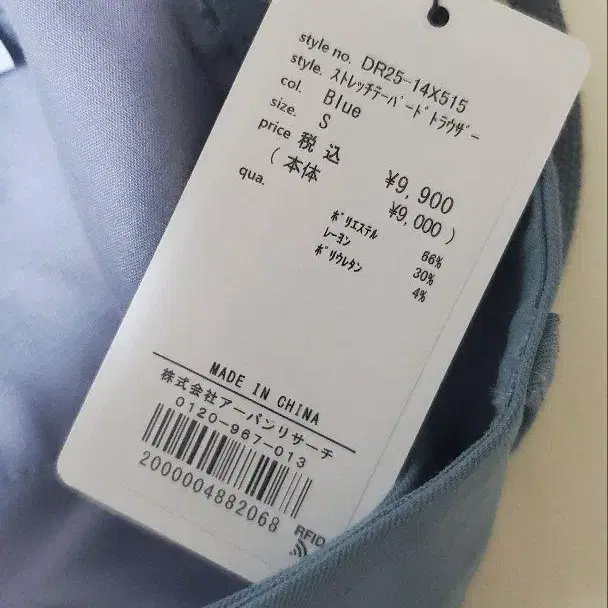 style no. DR25-14X515
style. ストレッチテーパードトラウザー
col. Blue
size. S
price 税込 ¥9,900
(本体 ¥9,000)
qua. ポリエステル 66%
レーヨン 30%
ポリウレタン 4%
MADE IN CHINA
株式会社アーバンリサーチ
0120-967-013
2000004882068
RFID